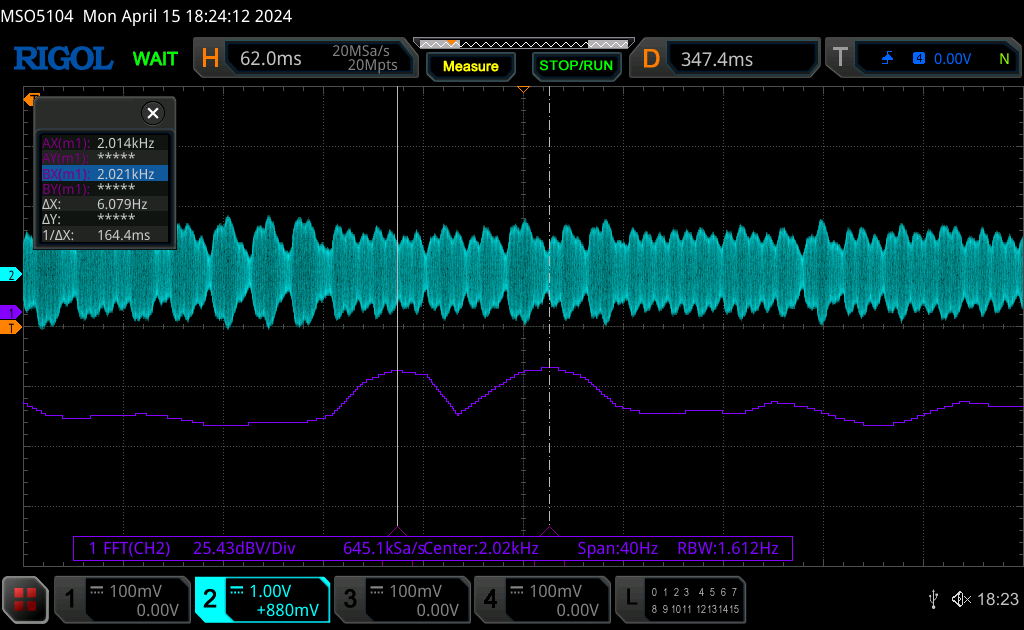 MSO5104 Mon April 15 18:24:12 2024
RIGOL WAIT H 62.0ms 20MSa/s 20Mpts Measure STOP/RUN D 347.4ms T 4 0.00V N
T
AX(m1): 2.014kHz
AY(m1): *****
BX(m1): 2.021kHz
BY(m1): *****
ΔX: 6.079Hz
ΔY: *****
1/ΔX: 164.4ms
2
1
T
1 FFT(CH2) 25.43dBV/Div 645.1kSa/s Center:2.02kHz Span:40Hz RBW:1.612Hz
1 100mV 0.00V
2 1.00V +880mV
3 100mV 0.00V
4 100mV 0.00V
L 0 1 2 3 4 5 6 7
8 9 10 11 12 13 14 15
18:23